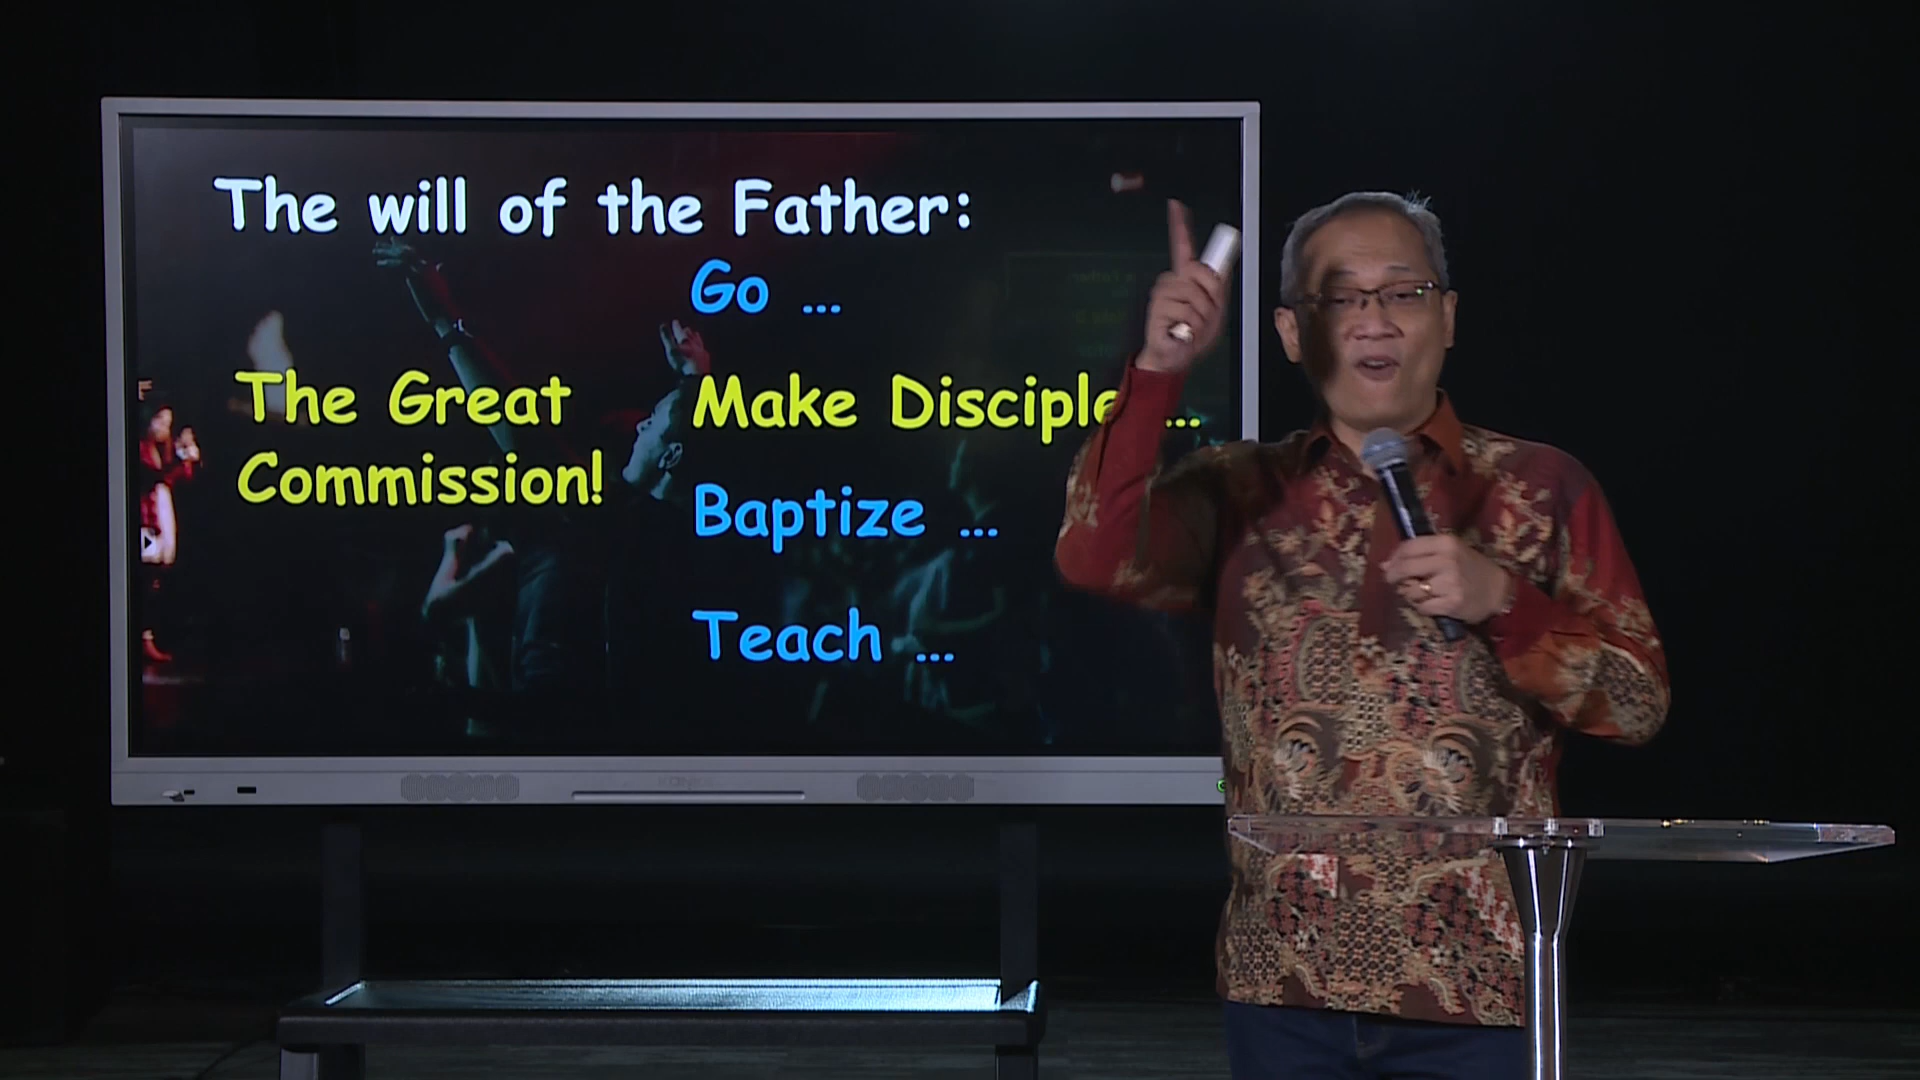 The will of the Father:
Go ...
The Great
Commission!
Make Disciple ...
Baptize ...
Teach ...